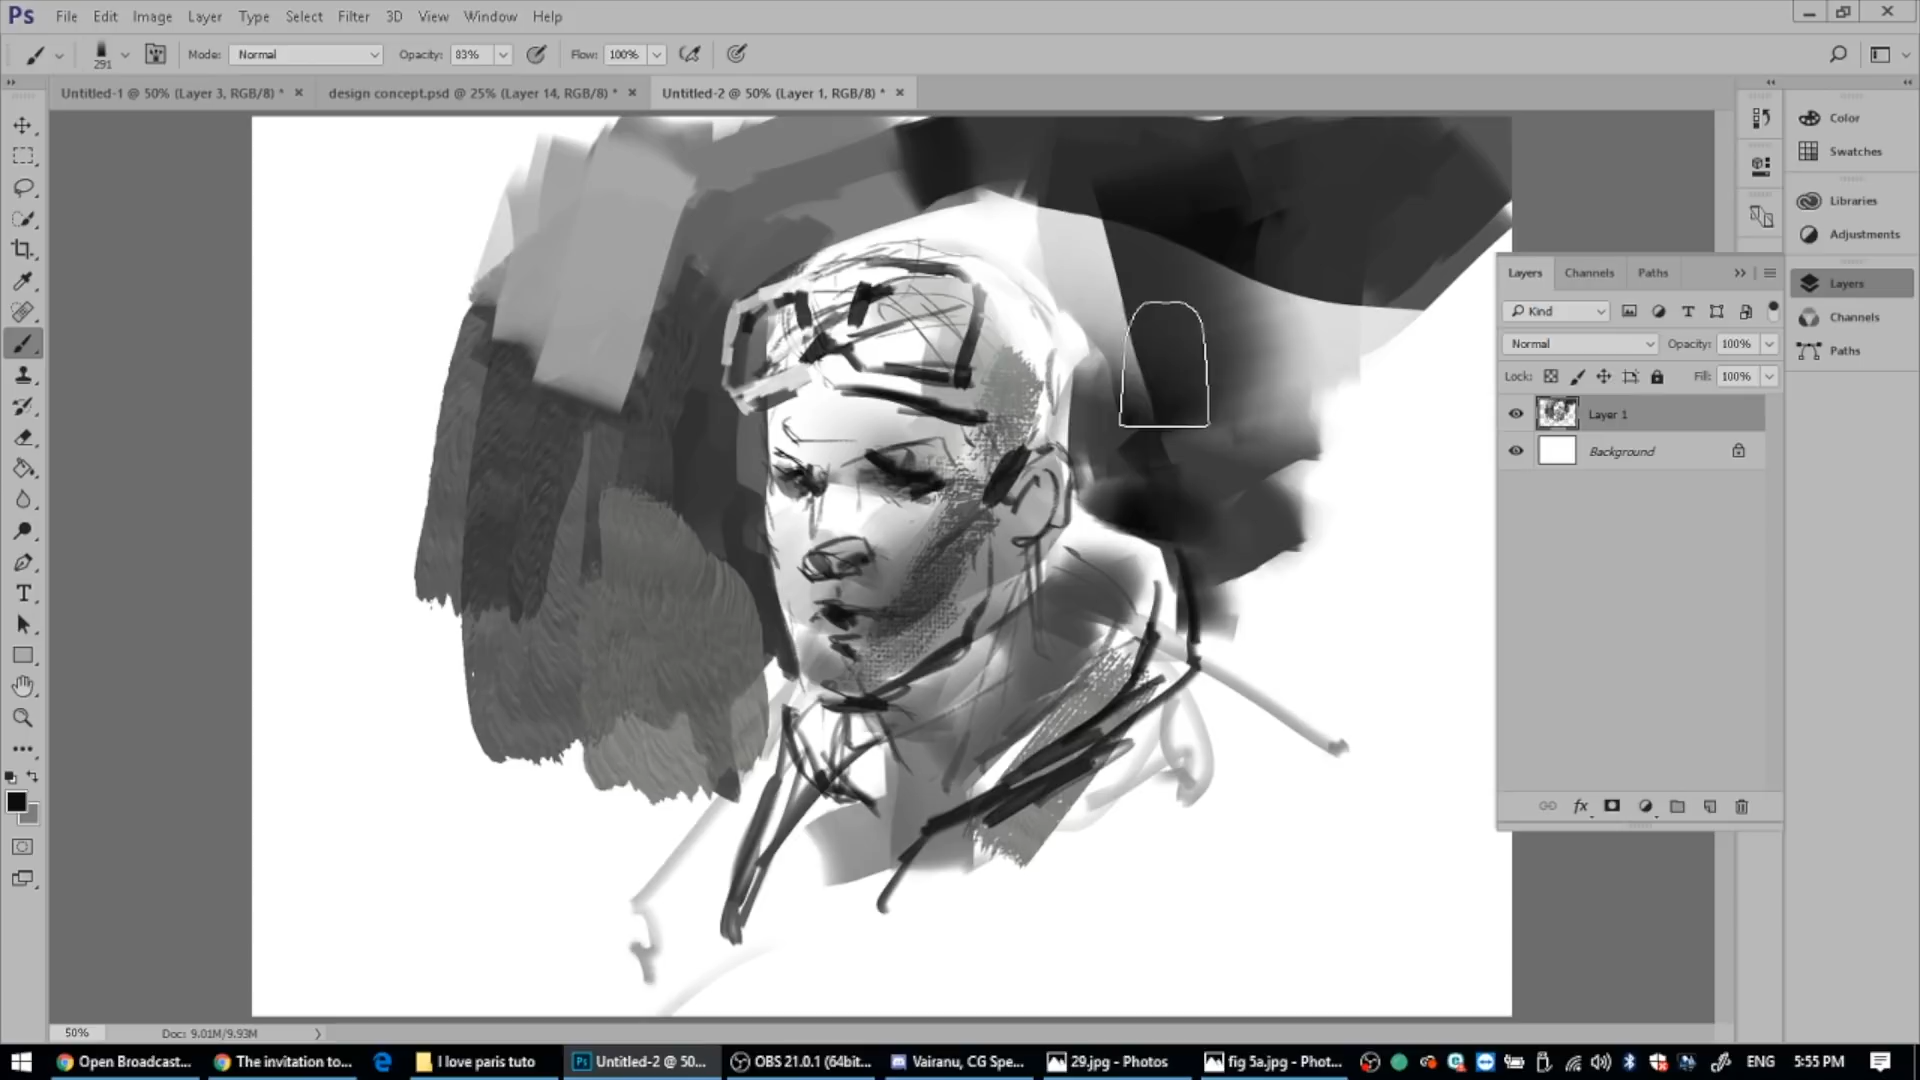 Ps File Edit Image Layer Type Select Filter 3D View Window Help
291 Mode: Normal Opacity: 83% Flow: 100%
Untitled-1 @ 50% (Layer 3, RGB/8) * × design concept.psd @ 25% (Layer 14, RGB/8) * × Untitled-2 @ 50% (Layer 1, RGB/8) * ×
Color
Swatches
Libraries
Adjustments
Layers
Channels
Paths
Layers Channels Paths
Kind
Normal Opacity: 100%
Lock: Fill: 100%
Layer 1
Background
fx
50% Doc: 9.01M/9.93M
Open Broadcast... The invitation to... I love paris tuto Ps Untitled-2 @ 50... OBS 21.0.1 (64bit... Vairanu, CG Spe... 29.jpg - Photos fig 5a.jpg - Phot... ENG 5:55 PM